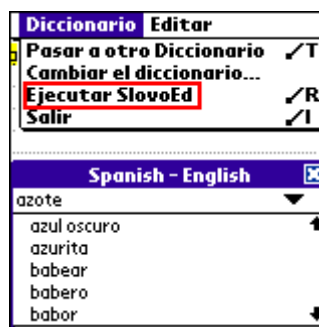 Diccionario Editar
Pasar a otro Diccionario /T
Cambiar el diccionario...
Ejecutar SlovoEd /R
Salir /I
Spanish - English
azote
azul oscuro
azurita
babear
babero
babor